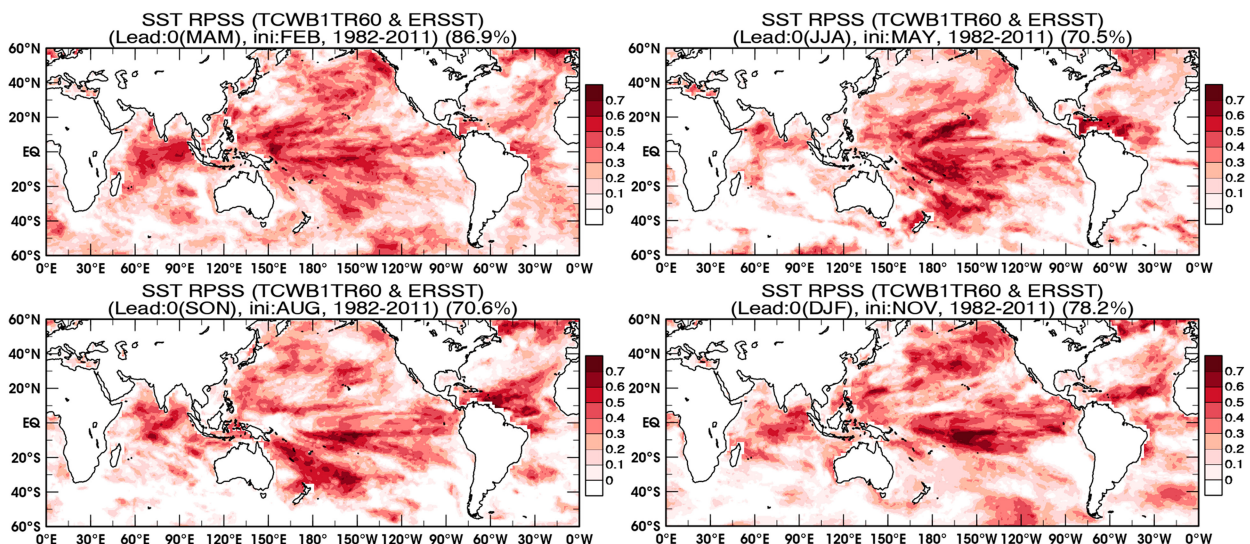 SST RPSS (TCWB1TR60 & ERSST)
(Lead:0(MAM), ini:FEB, 1982-2011) (86.9%)
60°N
40°N
20°N
EQ
20°S
40°S
60°S
0°E 30°E 60°E 90°E 120°E 150°E 180° 150°W 120°W 90°W 60°W 30°W 0°W
0.7
0.6
0.5
0.4
0.3
0.2
0.1
0
SST RPSS (TCWB1TR60 & ERSST)
(Lead:0(JJA), ini:MAY, 1982-2011) (70.5%)
60°N
40°N
20°N
EQ
20°S
40°S
60°S
0°E 30°E 60°E 90°E 120°E 150°E 180° 150°W 120°W 90°W 60°W 30°W 0°W
0.7
0.6
0.5
0.4
0.3
0.2
0.1
0
SST RPSS (TCWB1TR60 & ERSST)
(Lead:0(SON), ini:AUG, 1982-2011) (70.6%)
60°N
40°N
20°N
EQ
20°S
40°S
60°S
0°E 30°E 60°E 90°E 120°E 150°E 180° 150°W 120°W 90°W 60°W 30°W 0°W
0.7
0.6
0.5
0.4
0.3
0.2
0.1
0
SST RPSS (TCWB1TR60 & ERSST)
(Lead:0(DJF), ini:NOV, 1982-2011) (78.2%)
60°N
40°N
20°N
EQ
20°S
40°S
60°S
0°E 30°E 60°E 90°E 120°E 150°E 180° 150°W 120°W 90°W 60°W 30°W 0°W
0.7
0.6
0.5
0.4
0.3
0.2
0.1
0